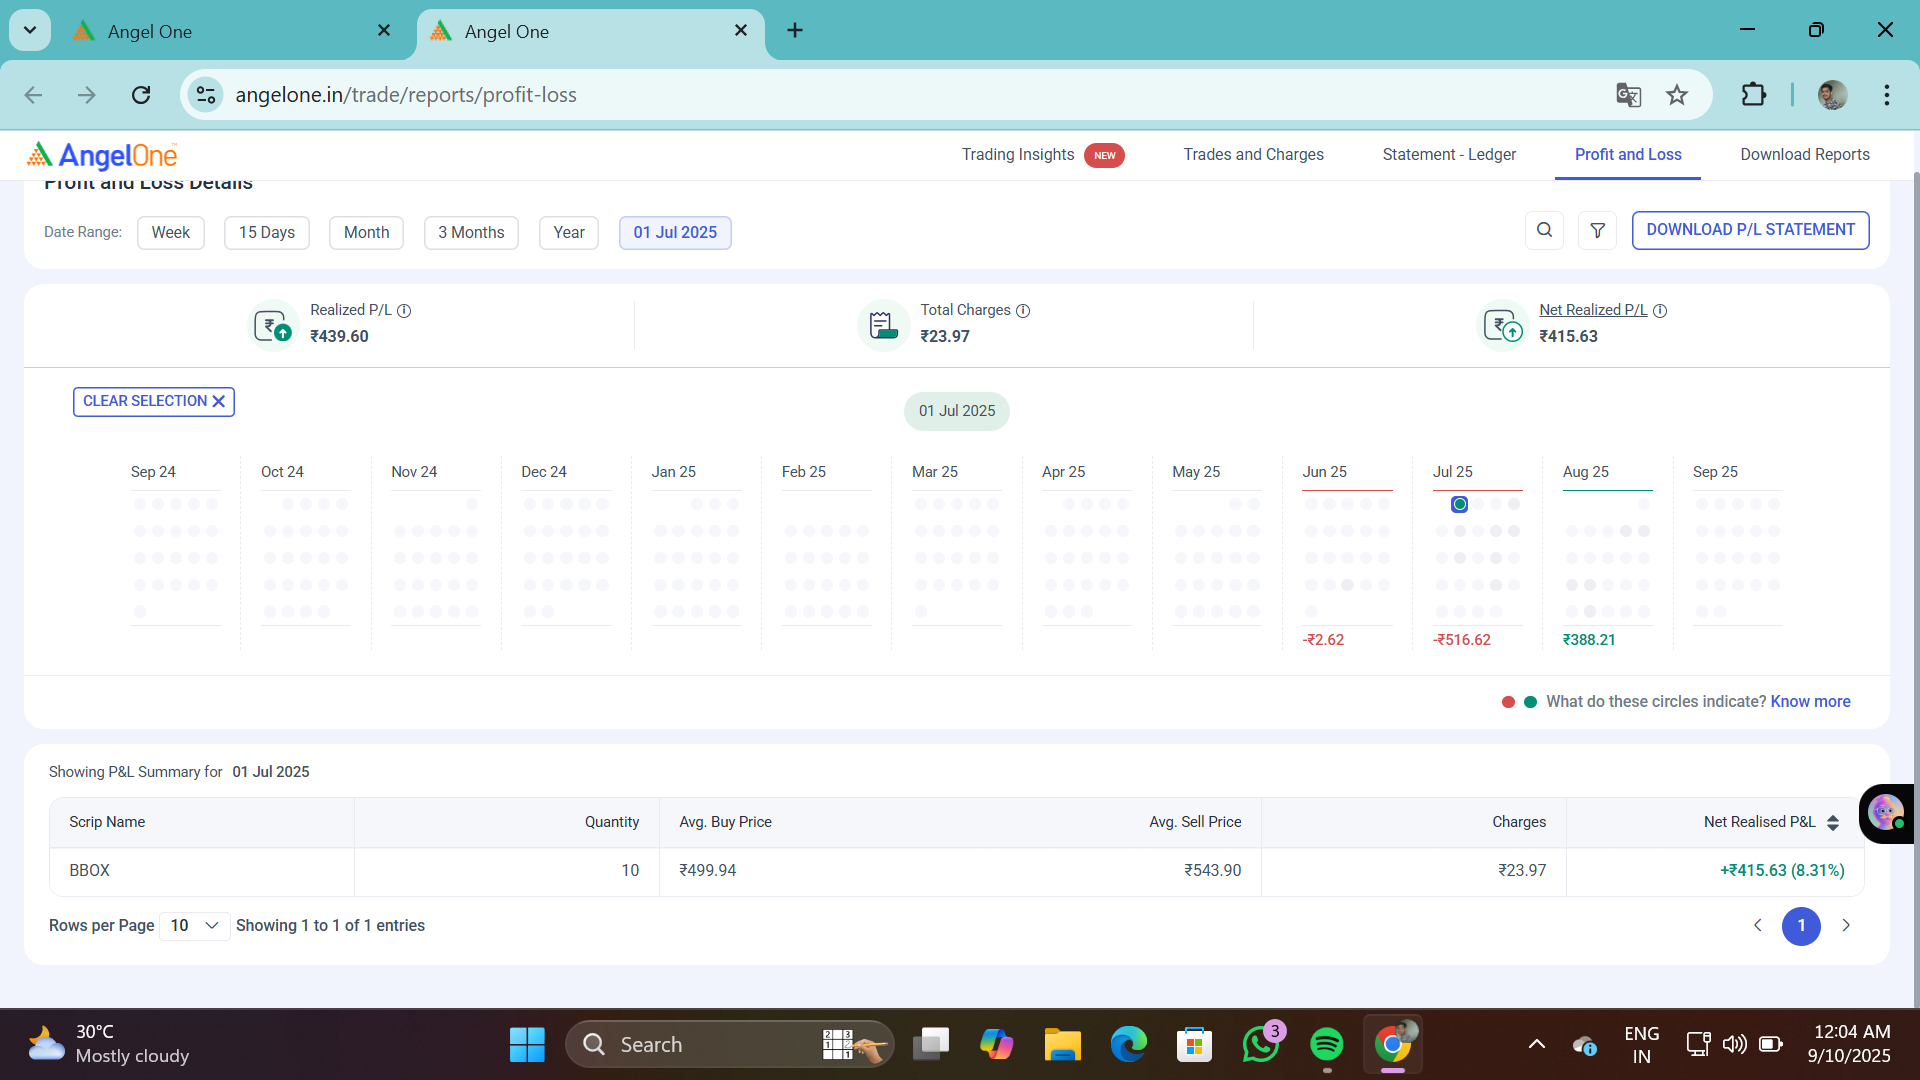 Angel One
Angel One
angelone.in/trade/reports/profit-loss
AngelOne
Trading Insights NEW
Trades and Charges
Statement - Ledger
Profit and Loss
Download Reports
Profit and Loss Details
Date Range: Week 15 Days Month 3 Months Year 01 Jul 2025
DOWNLOAD P/L STATEMENT
Realized P/L
₹439.60
Total Charges
₹23.97
Net Realized P/L
₹415.63
CLEAR SELECTION
01 Jul 2025
Sep 24 Oct 24 Nov 24 Dec 24 Jan 25 Feb 25 Mar 25 Apr 25 May 25 Jun 25 Jul 25 Aug 25 Sep 25
-₹2.62 -₹516.62 ₹388.21
What do these circles indicate? Know more
Showing P&L Summary for 01 Jul 2025
Scrip Name Quantity Avg. Buy Price Avg. Sell Price Charges Net Realised P&L
BBOX 10 ₹499.94 ₹543.90 ₹23.97 +₹415.63 (8.31%)
Rows per Page 10 Showing 1 to 1 of 1 entries
1
30°C
Mostly cloudy
Search
3
ENG
IN
12:04 AM
9/10/2025